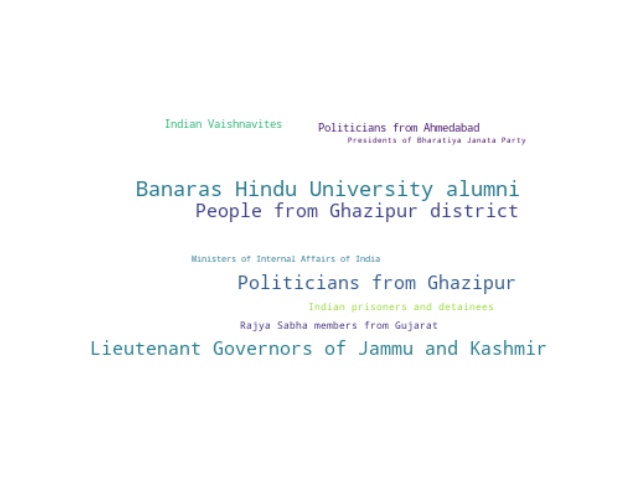 Indian Vaishnavites
Politicians from Ahmedabad
Presidents of Bharatiya Janata Party
Banaras Hindu University alumni
People from Ghazipur district
Ministers of Internal Affairs of India
Politicians from Ghazipur
Indian prisoners and detainees
Rajya Sabha members from Gujarat
Lieutenant Governors of Jammu and Kashmir